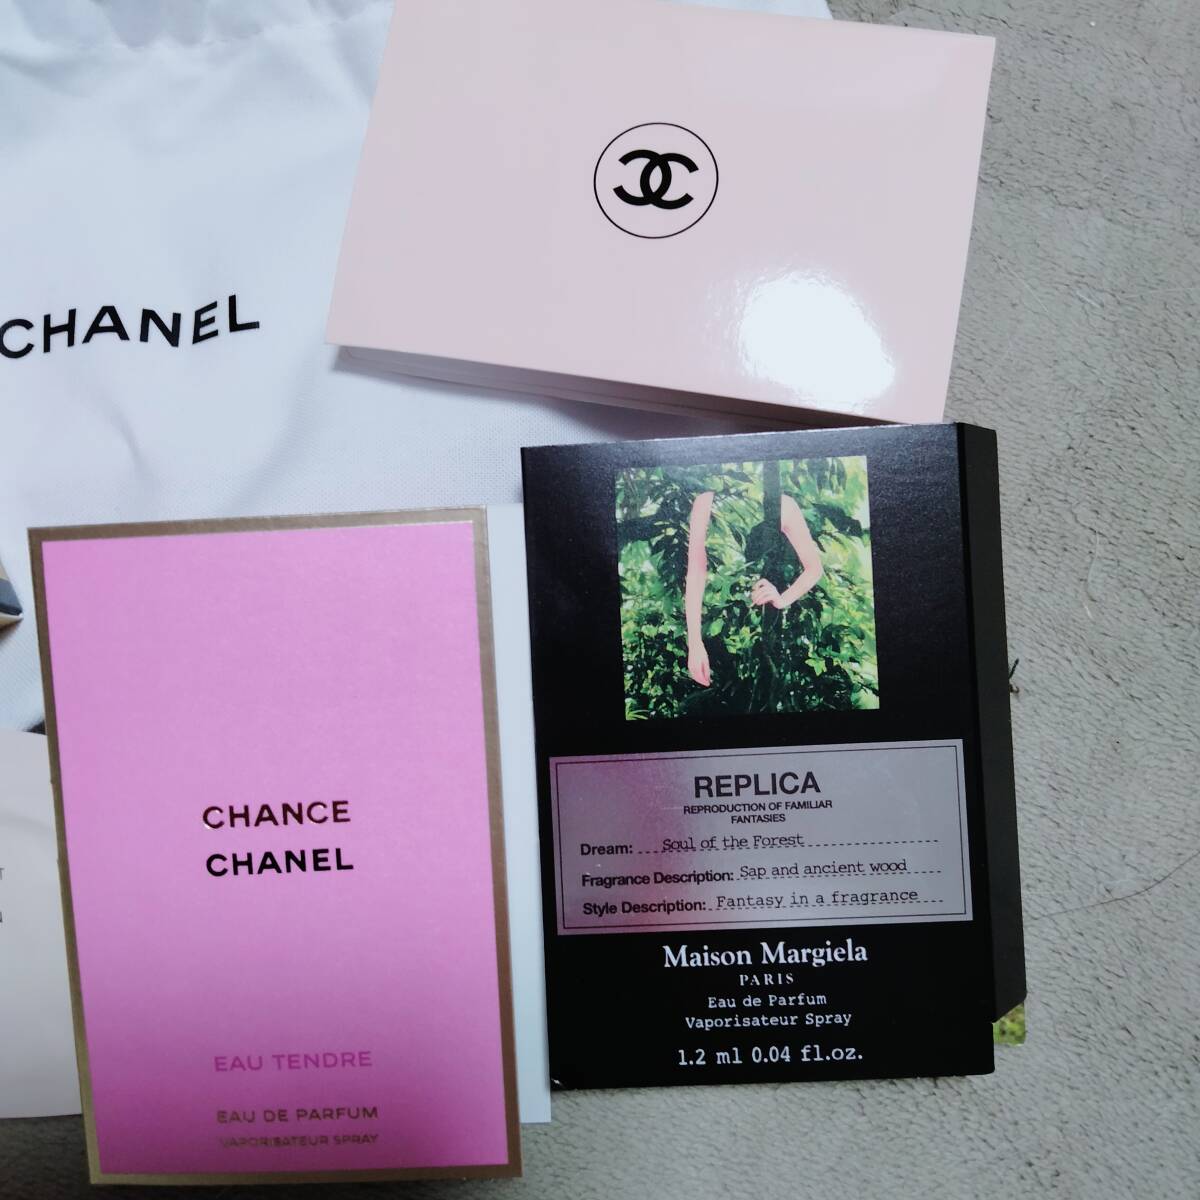 CHANEL
CHANCE
CHANEL
EAU TENDRE
EAU DE PARFUM
VAPORISATEUR SPRAY
REPLICA
REPRODUCTION OF FAMILIAR
FANTASIES
Dream: Soul of the Forest
Fragrance Description: Sap and ancient wood
Style Description: Fantasy in a fragrance
Maison Margiela
PARIS
Eau de Parfum
Vaporisateur Spray
1.2 ml 0.04 fl.oz.